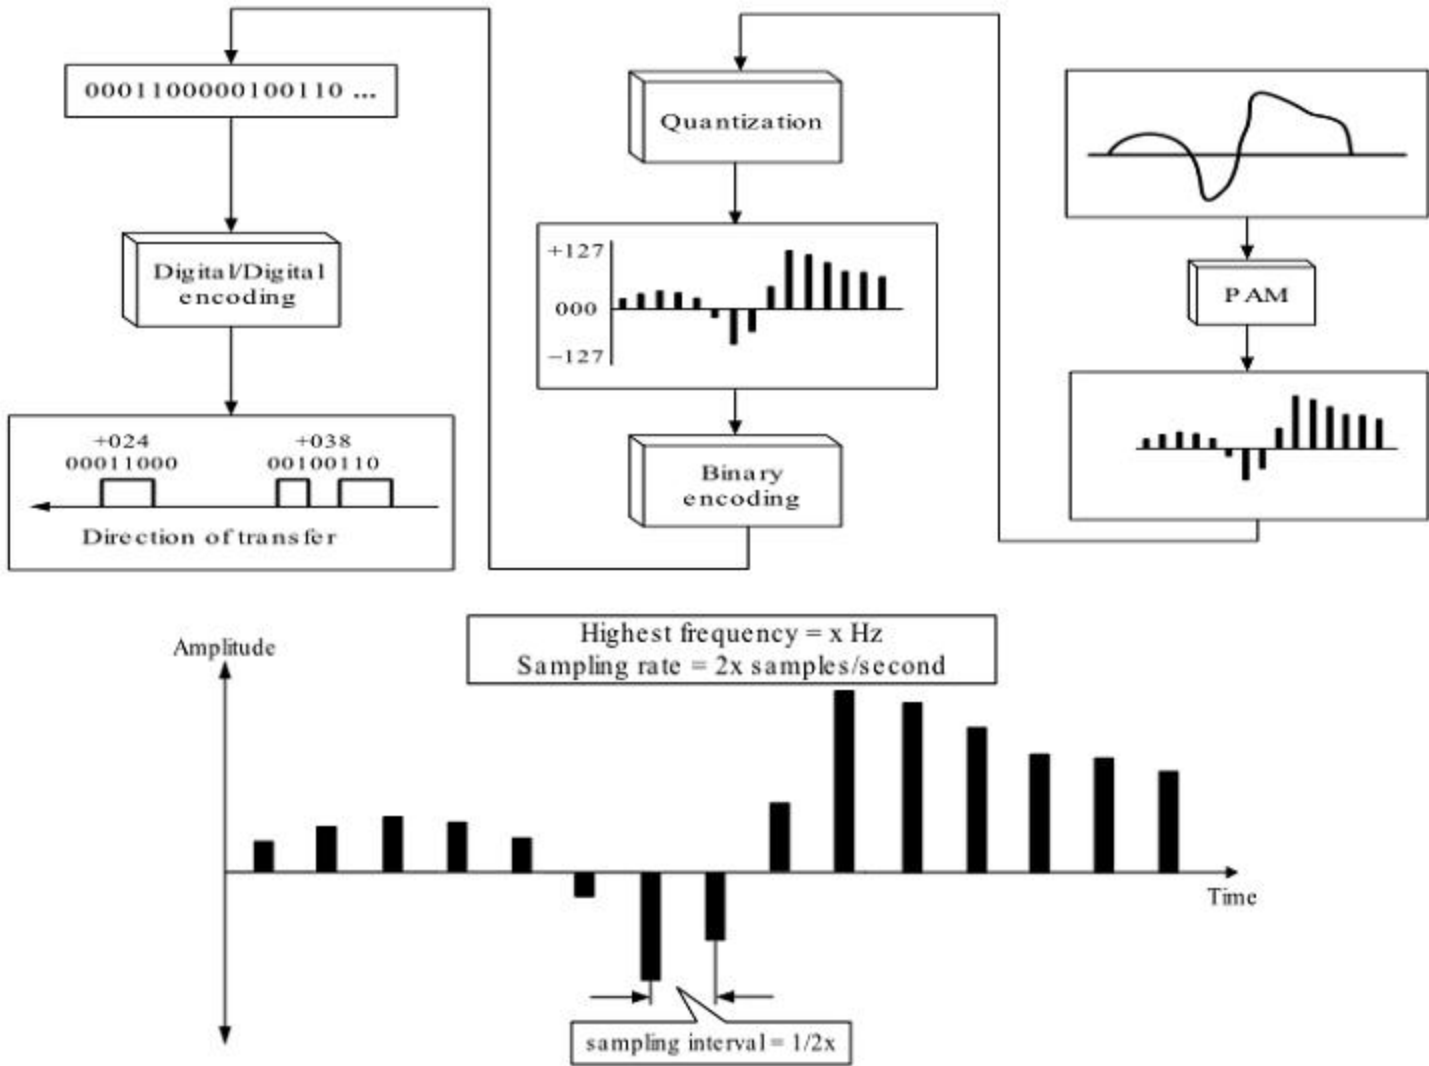 0001100000100110 ...
Digital/Digital
encoding
+024
00011000
+038
00100110
Direction of transfer
Quantization
+127
000
−127
Binary
encoding
PAM
Highest frequency = x Hz
Sampling rate = 2x samples/second
Amplitude
Time
sampling interval = 1/2x